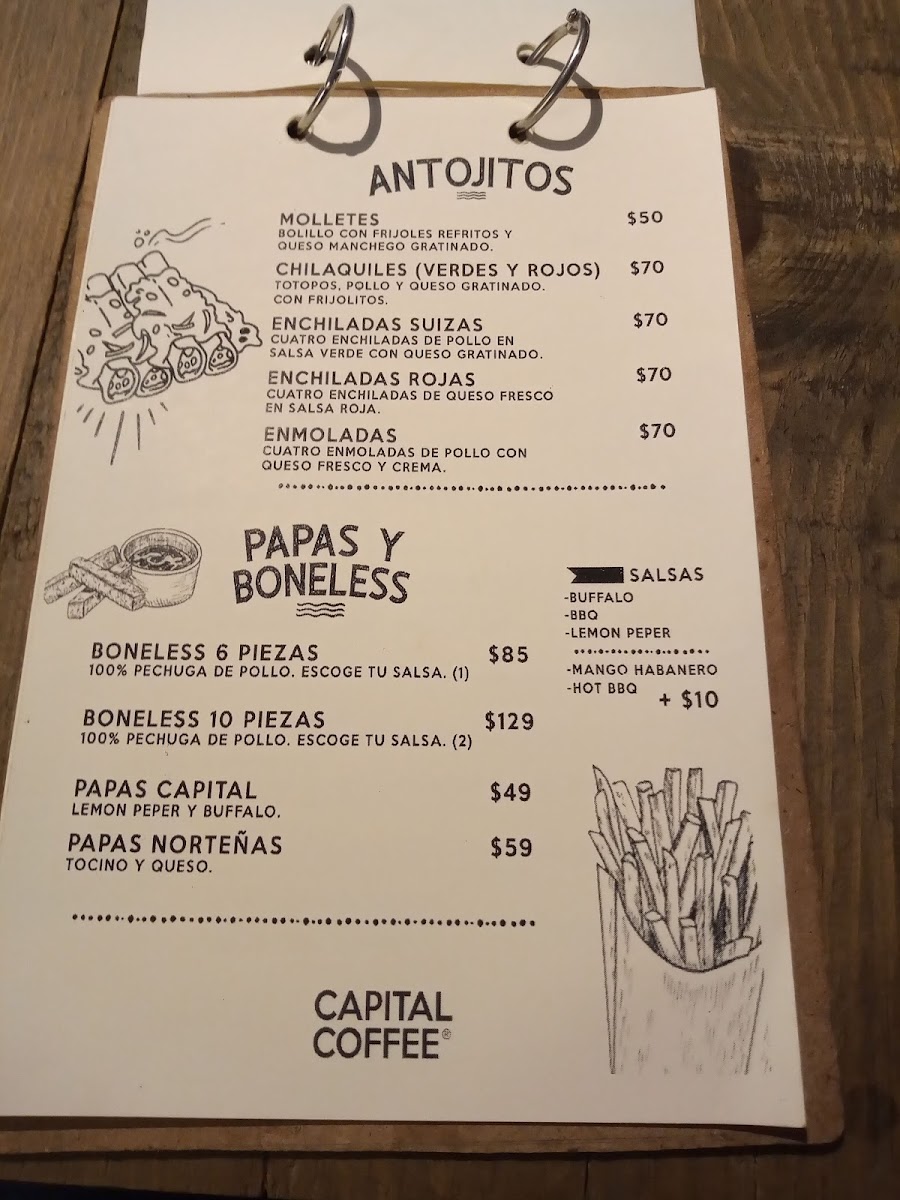 ANTOJITOS
MOLLETES $50
BOLILLO CON FRIJOLES REFRITOS Y
QUESO MANCHEGO GRATINADO.
CHILAQUILES (VERDES Y ROJOS) $70
TOTOPOS, POLLO Y QUESO GRATINADO.
CON FRIJOLITOS.
ENCHILADAS SUIZAS $70
CUATRO ENCHILADAS DE POLLO EN
SALSA VERDE CON QUESO GRATINADO.
ENCHILADAS ROJAS $70
CUATRO ENCHILADAS DE QUESO FRESCO
EN SALSA ROJA.
ENMOLADAS $70
CUATRO ENMOLADAS DE POLLO CON
QUESO FRESCO Y CREMA.
PAPAS Y
BONELESS
BONELESS 6 PIEZAS $85
100% PECHUGA DE POLLO. ESCOGE TU SALSA. (1)
BONELESS 10 PIEZAS $129
100% PECHUGA DE POLLO. ESCOGE TU SALSA. (2)
PAPAS CAPITAL $49
LEMON PEPER Y BUFFALO.
PAPAS NORTEÑAS $59
TOCINO Y QUESO.
SALSAS
-BUFFALO
-BBQ
-LEMON PEPER
-MANGO HABANERO
-HOT BBQ + $10
CAPITAL
COFFEE®